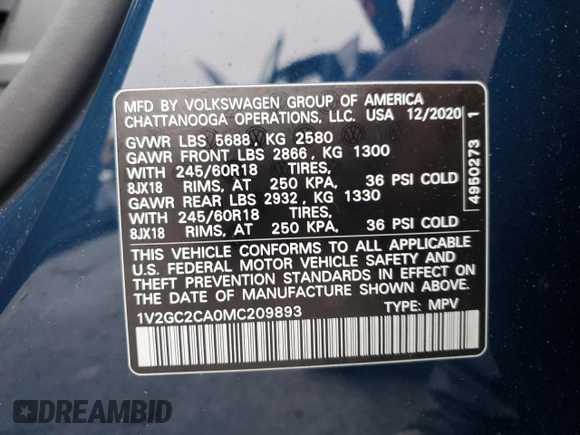 MFD BY VOLKSWAGEN GROUP OF AMERICA
CHATTANOOGA OPERATIONS, LLC. USA 12/2020
GVWR LBS 5688, KG 2580
GAWR FRONT LBS 2866, KG 1300
WITH 245/60R18 TIRES,
8JX18 RIMS, AT 250 KPA, 36 PSI COLD
GAWR REAR LBS 2932, KG 1330
WITH 245/60R18 TIRES,
8JX18 RIMS, AT 250 KPA, 36 PSI COLD
THIS VEHICLE CONFORMS TO ALL APPLICABLE
U.S. FEDERAL MOTOR VEHICLE SAFETY AND
THEFT PREVENTION STANDARDS IN EFFECT ON
THE DATE OF MANUFACTURE SHOWN ABOVE.
1V2GC2CA0MC209893 TYPE: MPV
4950273 1
DREAMBID